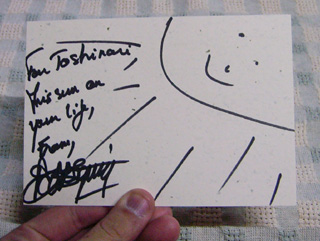 For Toshinari
This sun on
your life,
From,